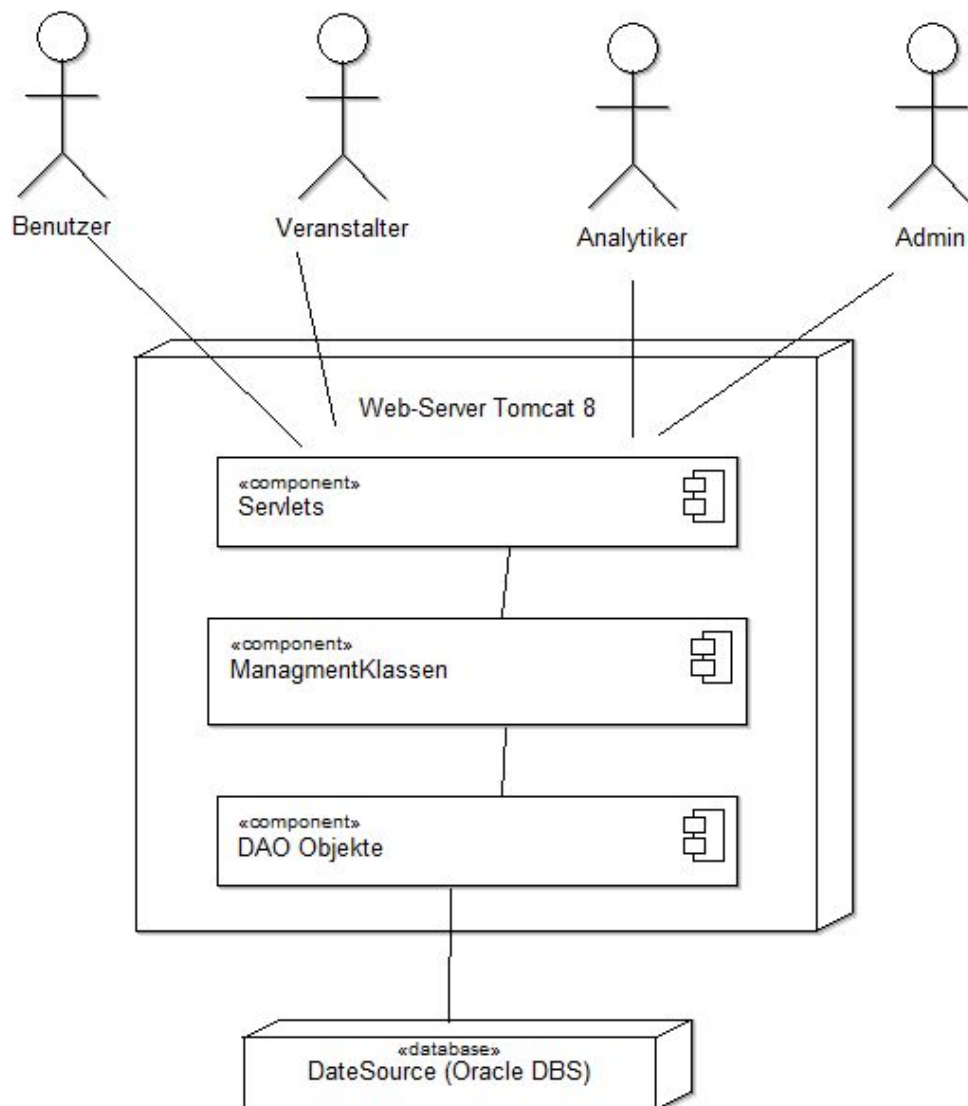 Benutzer
Veranstalter
Analytiker
Admin
Web-Server Tomcat 8
«component»
Servlets
«component»
ManagmentKlassen
«component»
DAO Objekte
«database»
DateSource (Oracle DBS)